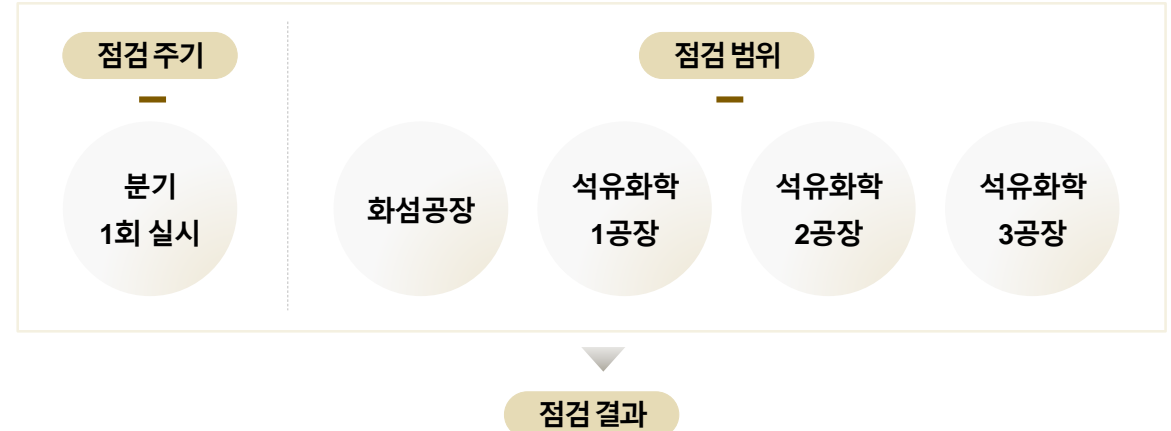 점검 주기
분기
1회 실시
점검 범위
화섬공장
석유화학
1공장
석유화학
2공장
석유화학
3공장
점검 결과